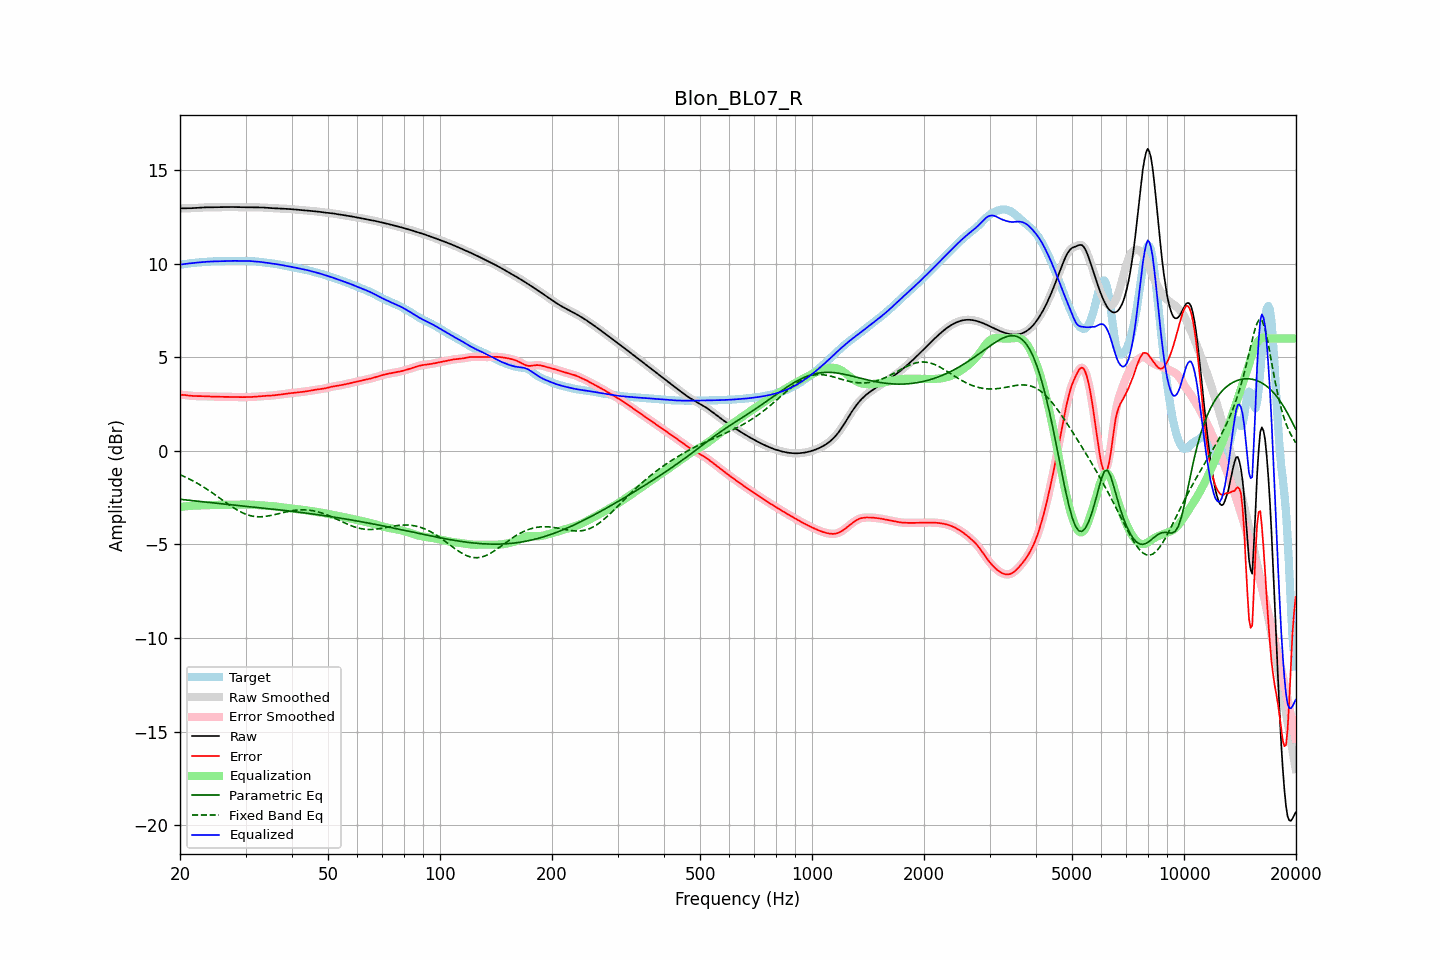 Blon_BL07_R
Amplitude (dBr)
15
10
5
0
−5
−10
−15
−20
Target
Raw Smoothed
Error Smoothed
Raw
Error
Equalization
Parametric Eq
Fixed Band Eq
Equalized
20 50 100 200 500 1000 2000 5000 10000 20000
Frequency (Hz)